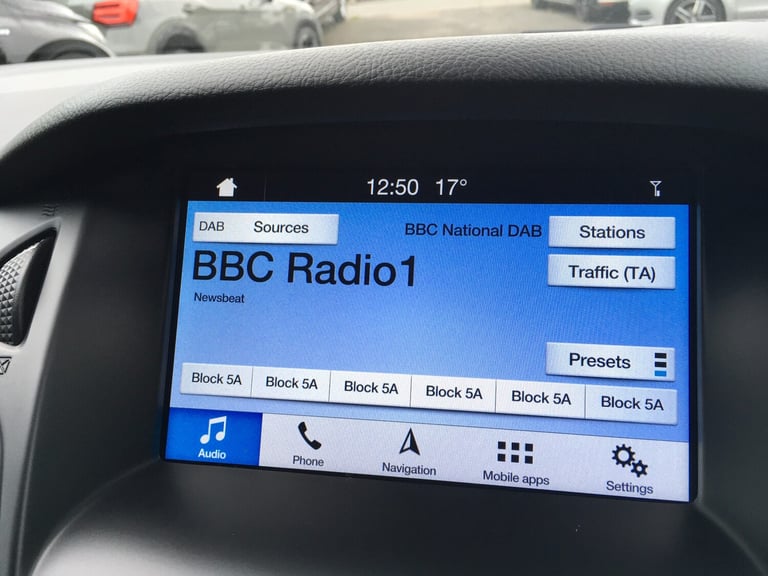 12:50 17°
DAB Sources
BBC National DAB
Stations
BBC Radio1
Traffic (TA)
Newsbeat
Presets
Block 5A Block 5A Block 5A Block 5A Block 5A Block 5A
Audio Phone Navigation Mobile apps Settings